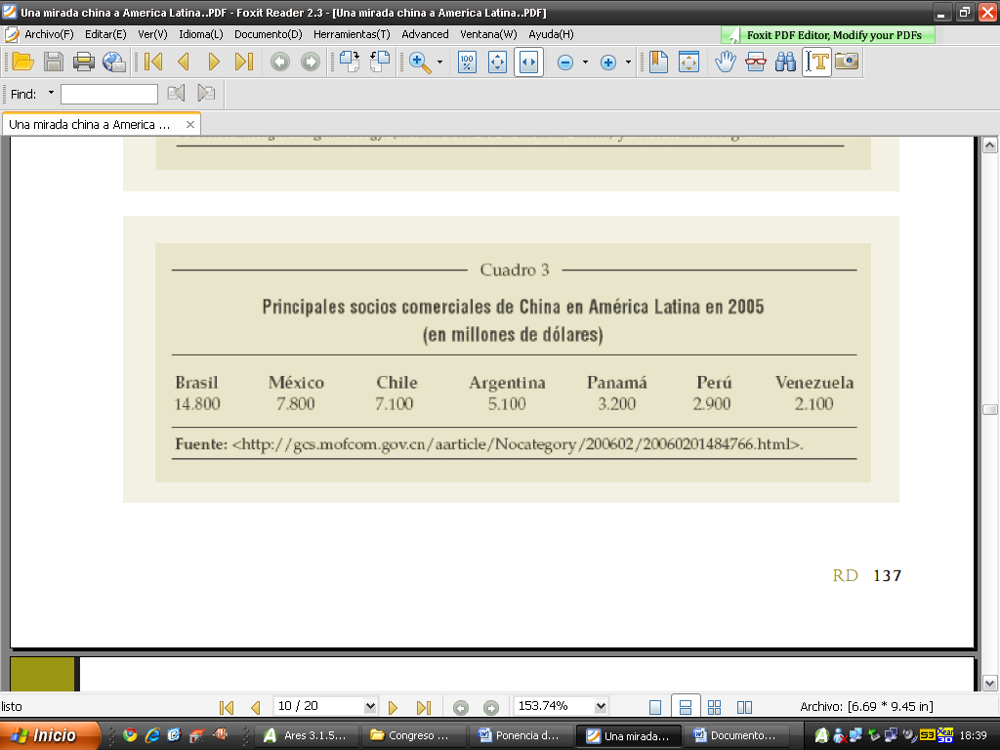 Una mirada china a America Latina..PDF - Foxit Reader 2.3 - [Una mirada china a America Latina..PDF]
Archivo(F) Editar(E) Ver(V) Idioma(L) Documento(D) Herramientas(T) Advanced Ventana(W) Ayuda(H) Foxit PDF Editor, Modify your PDFs
100 %
T
Find:
Una mirada china a America ...
Cuadro 3
Principales socios comerciales de China en América Latina en 2005
(en millones de dólares)
Brasil México Chile Argentina Panamá Perú Venezuela
14.800 7.800 7.100 5.100 3.200 2.900 2.100
Fuente: <http://gcs.mofcom.gov.cn/aarticle/Nocategory/200602/20060201484766.html>.
RD 137
listo 10 / 20 153.74% Archivo: [6.69 * 9.45 in]
Inicio Ares 3.1.5... Congreso ... Ponencia d... Una mirada... Documento... S3 Xear 3D 18:39